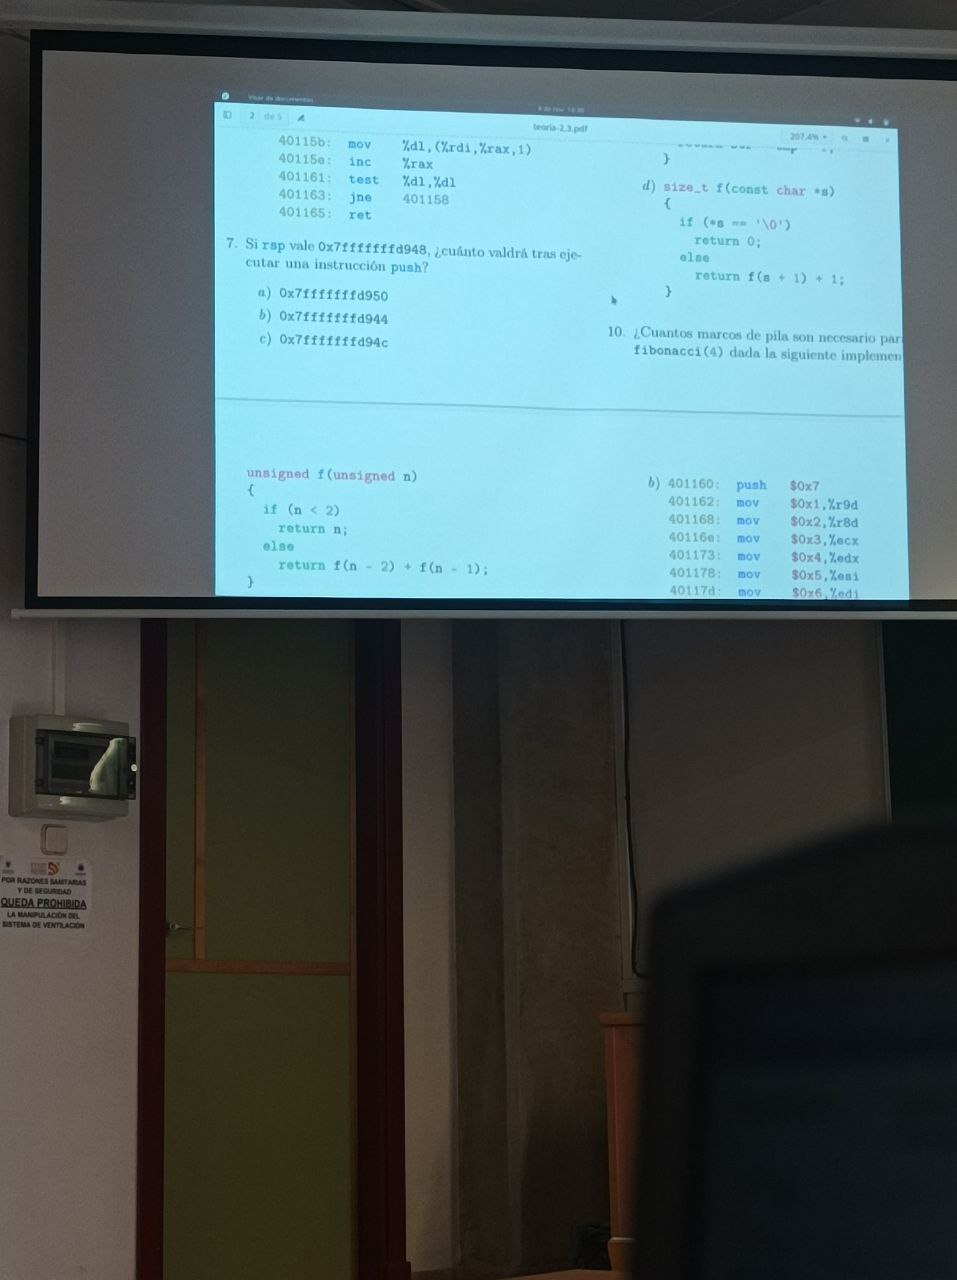 Visor de documentos
2 de 5
teoria-2.3.pdf
207,4%
40115b: mov %dl,(%rdi,%rax,1)
40115e: inc %rax
401161: test %dl,%dl
401163: jne 401158
401165: ret
7. Si rsp vale 0x7fffffffd948, ¿cuánto valdrá tras eje-
cutar una instrucción push?
a) 0x7fffffffd950
b) 0x7fffffffd944
c) 0x7fffffffd94c
}
d) size_t f(const char *s)
{
if (*s == '\0')
return 0;
else
return f(s + 1) + 1;
}
10. ¿Cuantos marcos de pila son necesario par
fibonacci(4) dada la siguiente implemen
unsigned f(unsigned n)
{
if (n < 2)
return n;
else
return f(n - 2) + f(n - 1);
}
b) 401160: push $0x7
401162: mov $0x1,%r9d
401168: mov $0x2,%r8d
40116e: mov $0x3,%ecx
401173: mov $0x4,%edx
401178: mov $0x5,%esi
40117d: mov $0x6,%edi
POR RAZONES SANITARIAS
Y DE SEGURIDAD
QUEDA PROHIBIDA
LA MANIPULACIÓN DEL
SISTEMA DE VENTILACIÓN